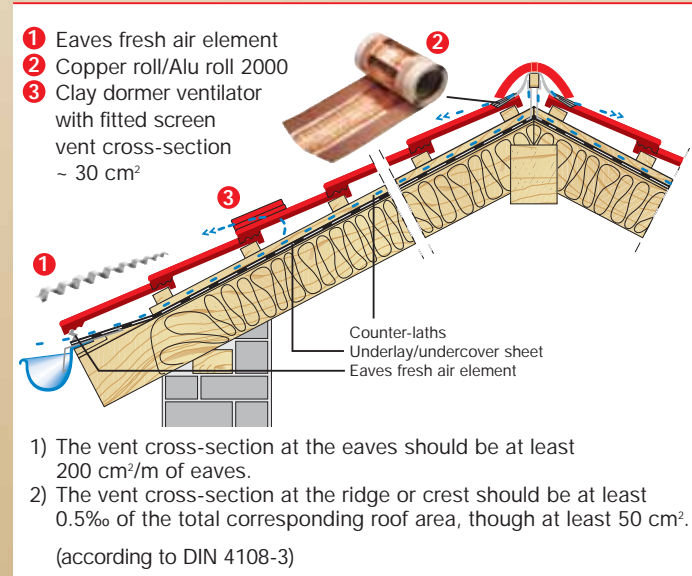 1 Eaves fresh air element
2 Copper roll/Alu roll 2000
3 Clay dormer ventilator
with fitted screen
vent cross-section
~ 30 cm²
2
3
1
Counter-laths
Underlay/undercover sheet
Eaves fresh air element
1) The vent cross-section at the eaves should be at least
200 cm²/m of eaves.
2) The vent cross-section at the ridge or crest should be at least
0.5‰ of the total corresponding roof area, though at least 50 cm².
(according to DIN 4108-3)